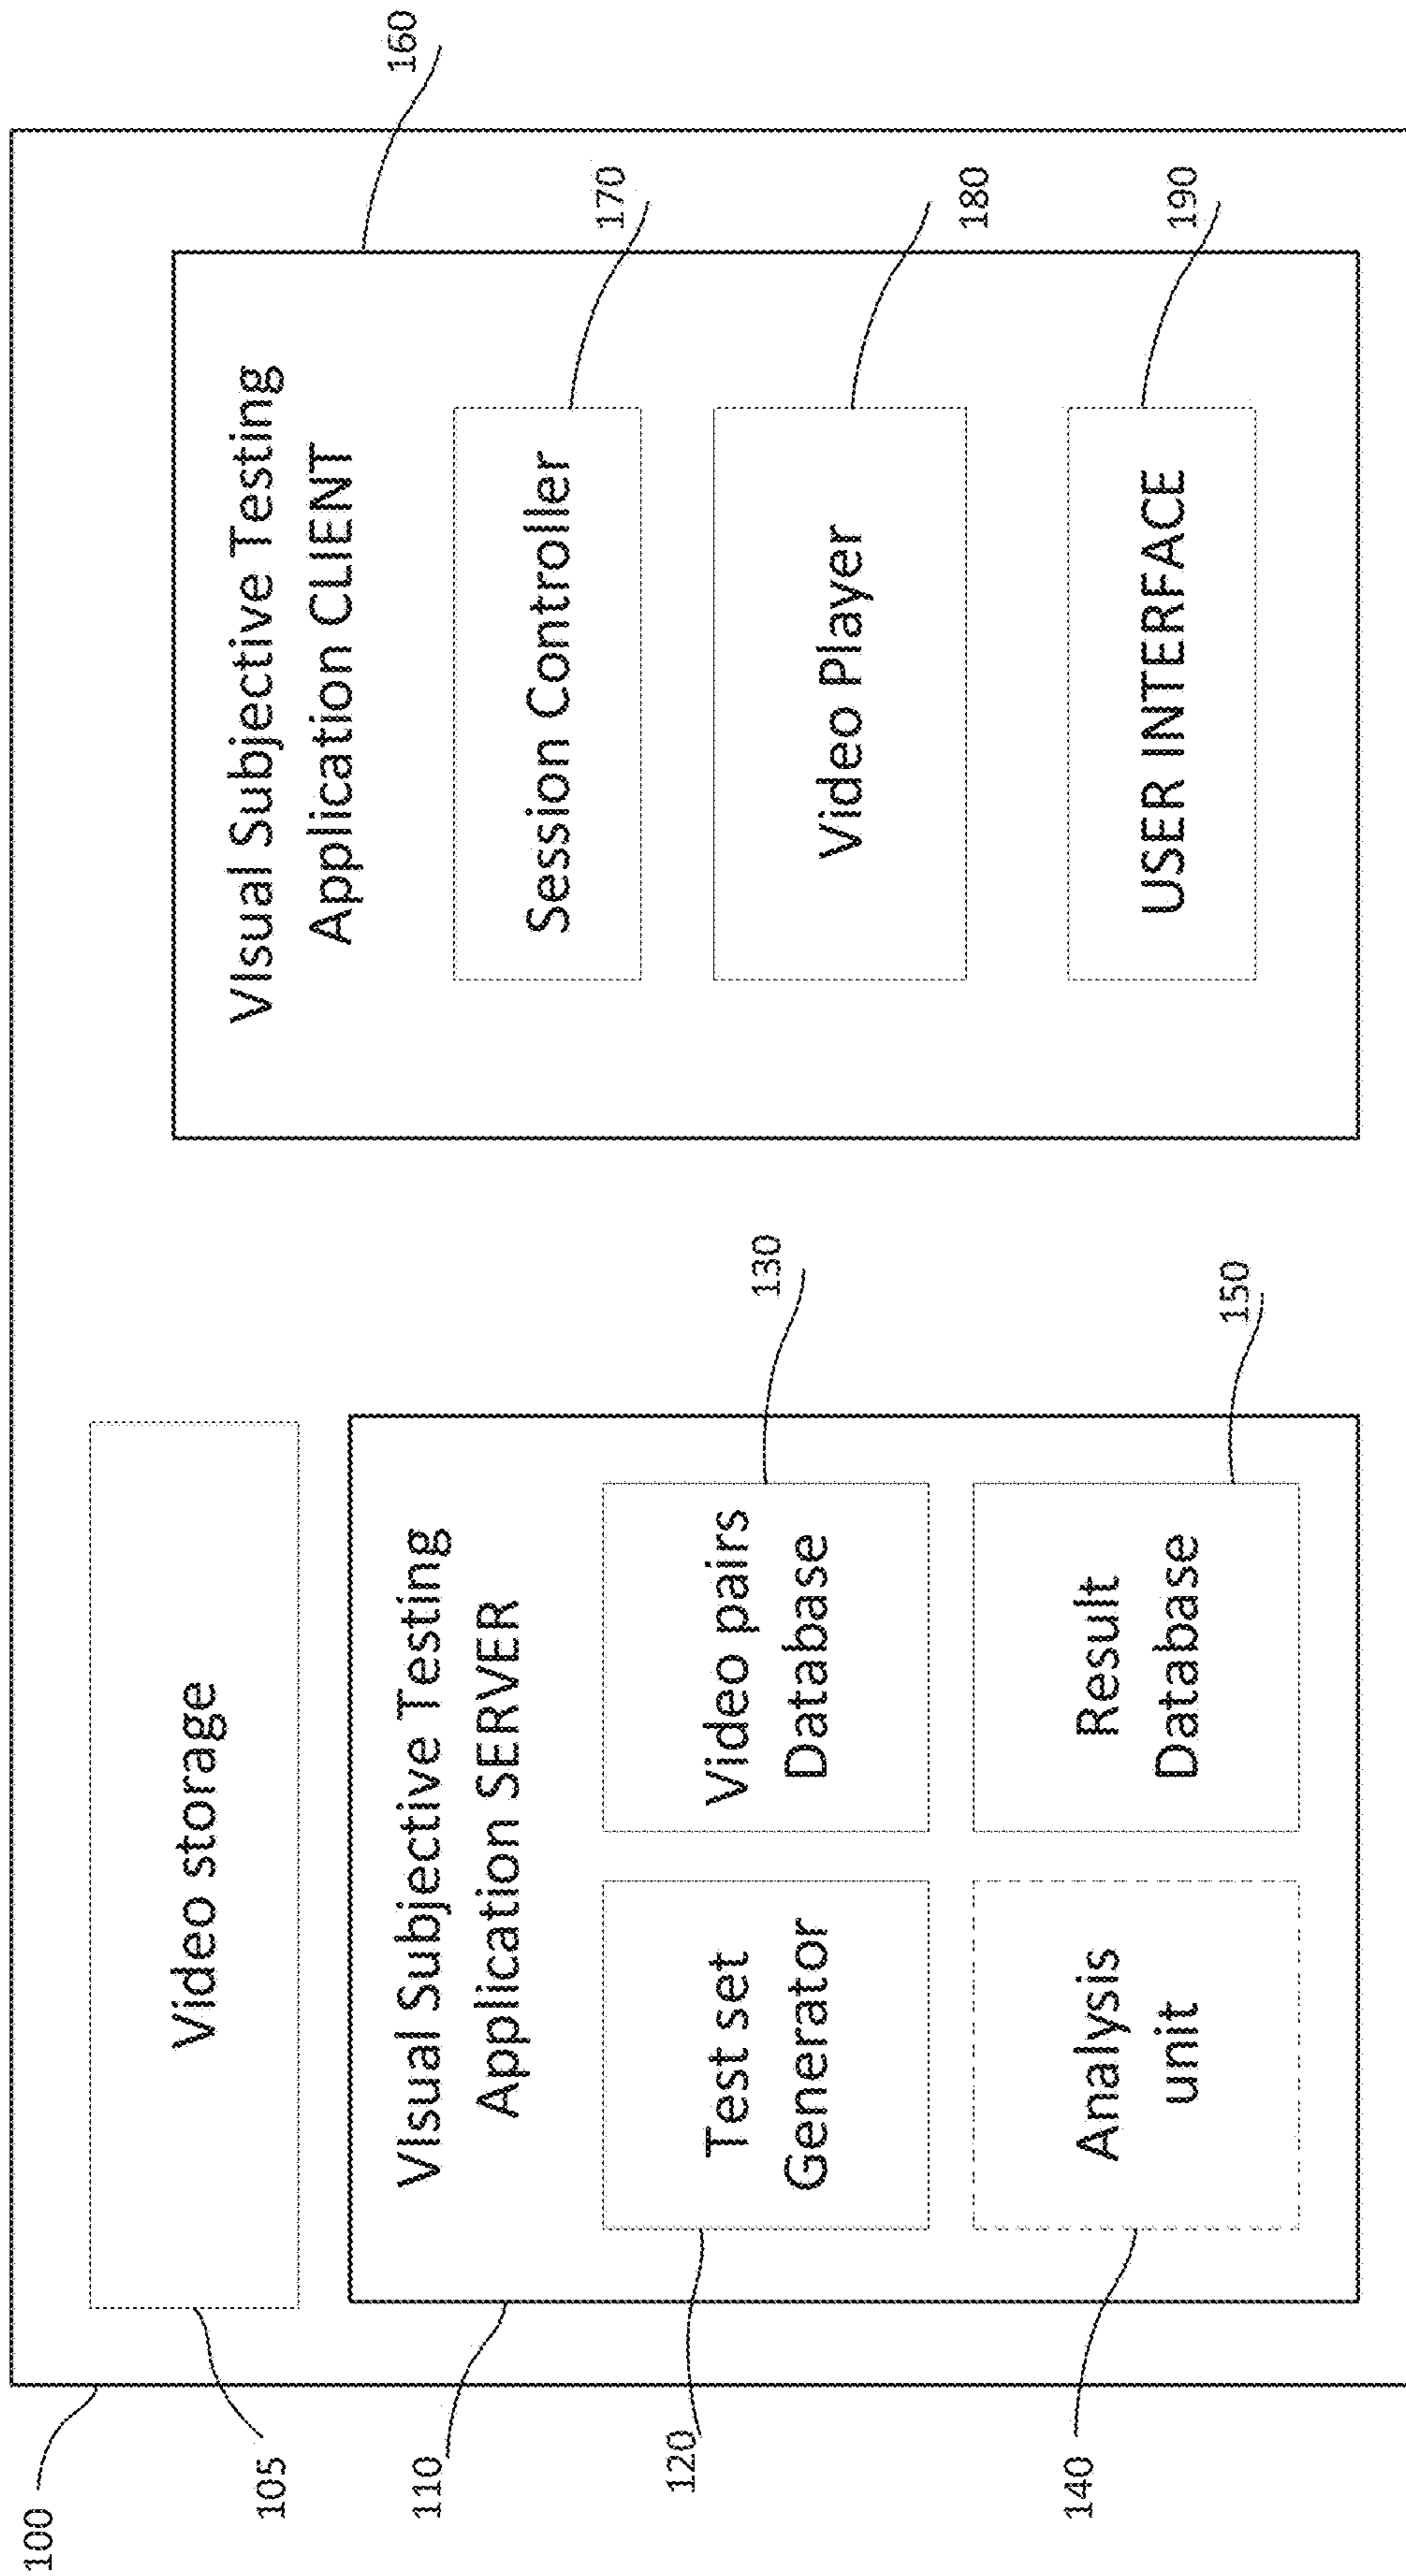 100
105
Video storage
110
VIsual Subjective Testing
Application SERVER
120
Test set
Generator
Video pairs
Database
130
140
Analysis
unit
Result
Database
150
160
VIsual Subjective Testing
Application CLIENT
Session Controller
170
Video Player
180
USER INTERFACE
190